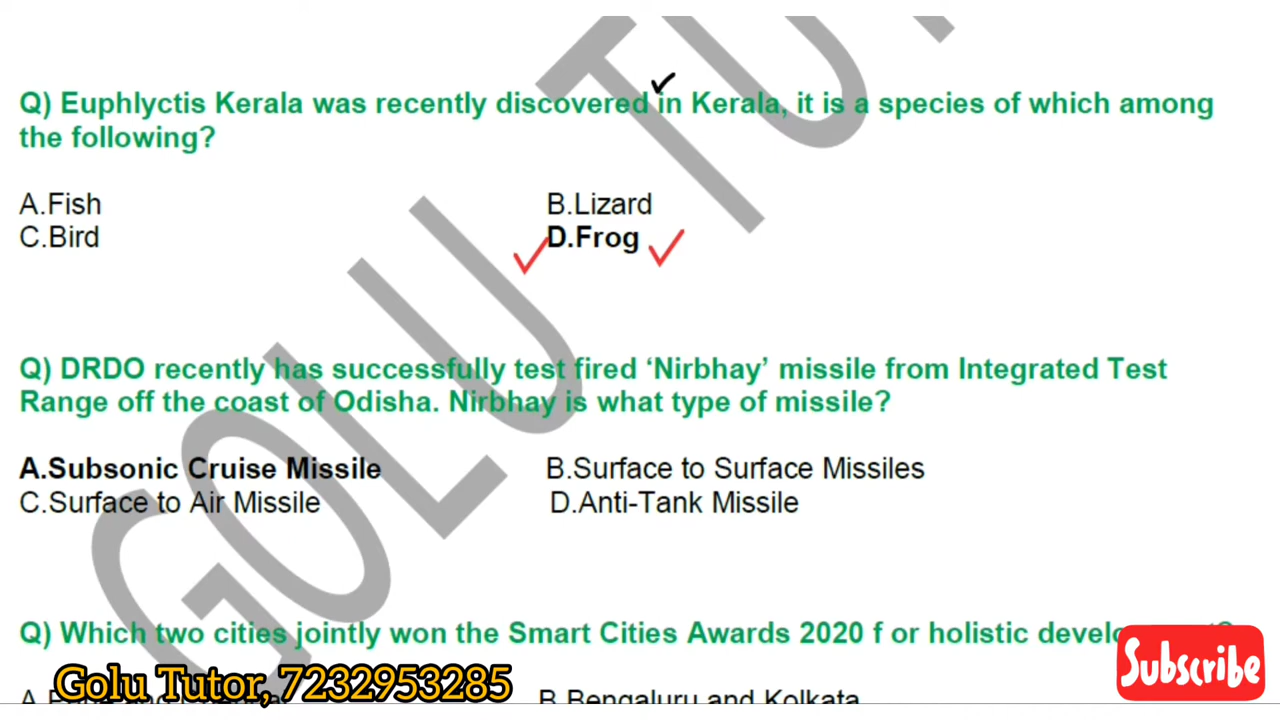 Q) Euphlyctis Kerala was recently discovered in Kerala, it is a species of which among
the following?
A.Fish B.Lizard
C.Bird D.Frog
Q) DRDO recently has successfully test fired ‘Nirbhay’ missile from Integrated Test
Range off the coast of Odisha. Nirbhay is what type of missile?
A.Subsonic Cruise Missile B.Surface to Surface Missiles
C.Surface to Air Missile D.Anti-Tank Missile
Q) Which two cities jointly won the Smart Cities Awards 2020 f or holistic
B.Bengaluru and Kolkata
Golu Tutor, 7232953285
Subscribe
GOLU